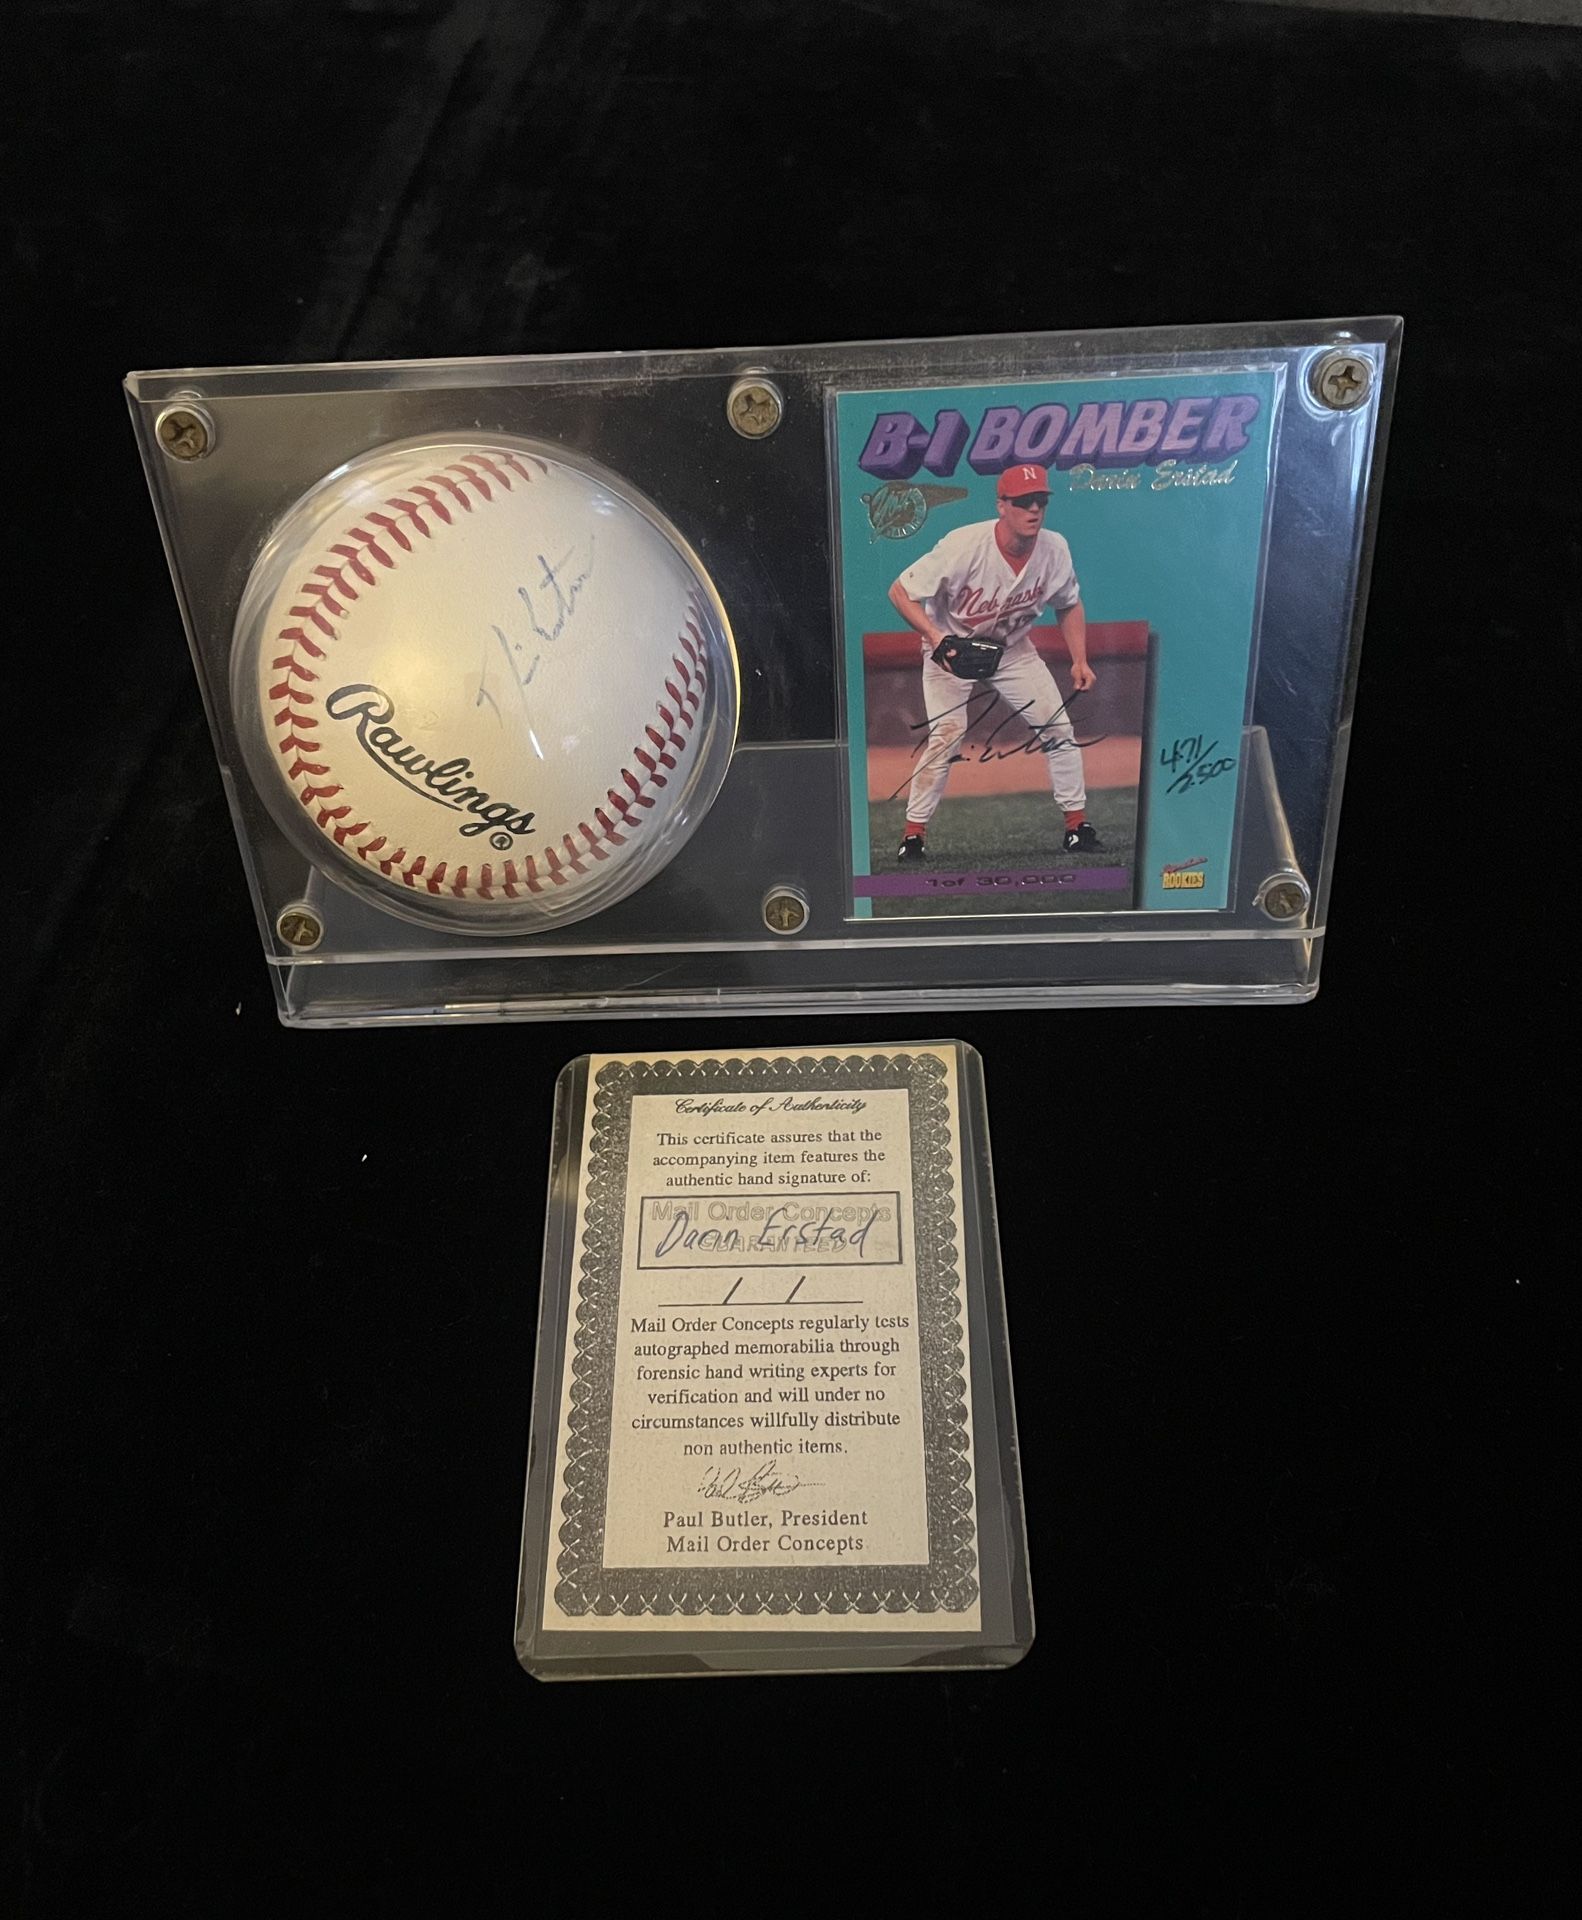 Rawlings®
B-1 BOMBER
Darin Erstad
N
Nebraska
471/2500
1 of 30,000
Signature
ROOKIES
Certificate of Authenticity
This certificate assures that the
accompanying item features the
authentic hand signature of:
Mail Order Concepts
GUARANTEED
Darin Erstad
/ /
Mail Order Concepts regularly tests
autographed memorabilia through
forensic hand writing experts for
verification and will under no
circumstances willfully distribute
non authentic items.
Paul Butler, President
Mail Order Concepts